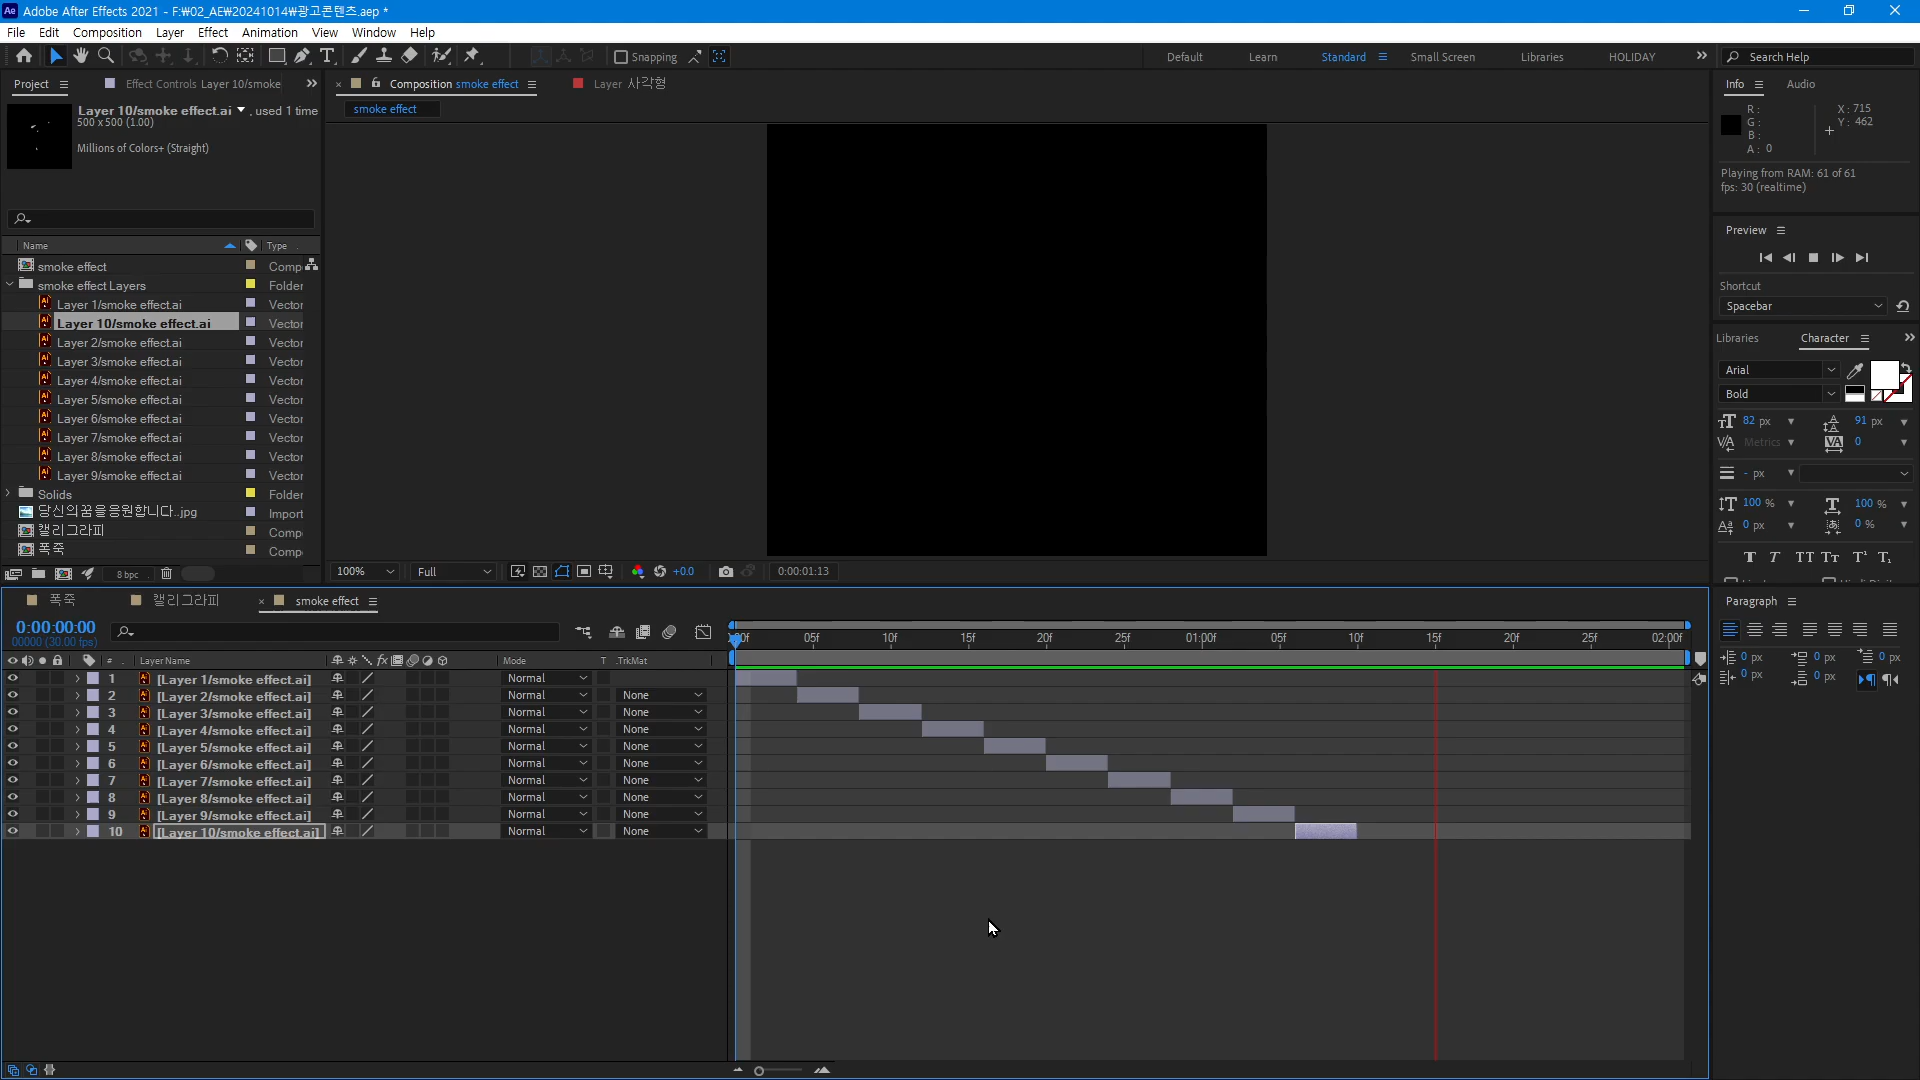 Adobe After Effects 2021 - F:₩02_AE₩20241014₩광고콘텐츠.aep *
File Edit Composition Layer Effect Animation View Window Help
Snapping
Default Learn Standard Small Screen Libraries HOLIDAY Search Help
Project Effect Controls Layer 10/smoke
Composition smoke effect Layer 사각형
Info Audio
Layer 10/smoke effect.ai , used 1 time
500 x 500 (1.00)
Millions of Colors+ (Straight)
smoke effect
R :
G :
B :
A : 0
X : 715
Y : 462
Playing from RAM: 61 of 61
fps: 30 (realtime)
Preview
Shortcut
Spacebar
Name Type
smoke effect Comp
smoke effect Layers Folder
Layer 1/smoke effect.ai Vector
Layer 10/smoke effect.ai Vector
Layer 2/smoke effect.ai Vector
Layer 3/smoke effect.ai Vector
Layer 4/smoke effect.ai Vector
Layer 5/smoke effect.ai Vector
Layer 6/smoke effect.ai Vector
Layer 7/smoke effect.ai Vector
Layer 8/smoke effect.ai Vector
Layer 9/smoke effect.ai Vector
Solids Folder
당신의꿈을응원합니다..jpg Import
캘리그라피 Comp
폭죽 Comp
8 bpc
Libraries Character
Arial
Bold
82 px 91 px
Metrics 0
- px
100 % 100 %
0 px 0 %
100% Full +0.0 0:00:01:13
폭죽 캘리그라피 smoke effect
Paragraph
0 px 0 px 0 px
0 px 0 px
0:00:00:00
00000 (30.00 fps)
05f 10f 15f 20f 25f 01:00f 05f 10f 15f 20f 25f 02:00f
# Layer Name Mode T .TrkMat
1 [Layer 1/smoke effect.ai] Normal
2 [Layer 2/smoke effect.ai] Normal None
3 [Layer 3/smoke effect.ai] Normal None
4 [Layer 4/smoke effect.ai] Normal None
5 [Layer 5/smoke effect.ai] Normal None
6 [Layer 6/smoke effect.ai] Normal None
7 [Layer 7/smoke effect.ai] Normal None
8 [Layer 8/smoke effect.ai] Normal None
9 [Layer 9/smoke effect.ai] Normal None
10 [Layer 10/smoke effect.ai] Normal None